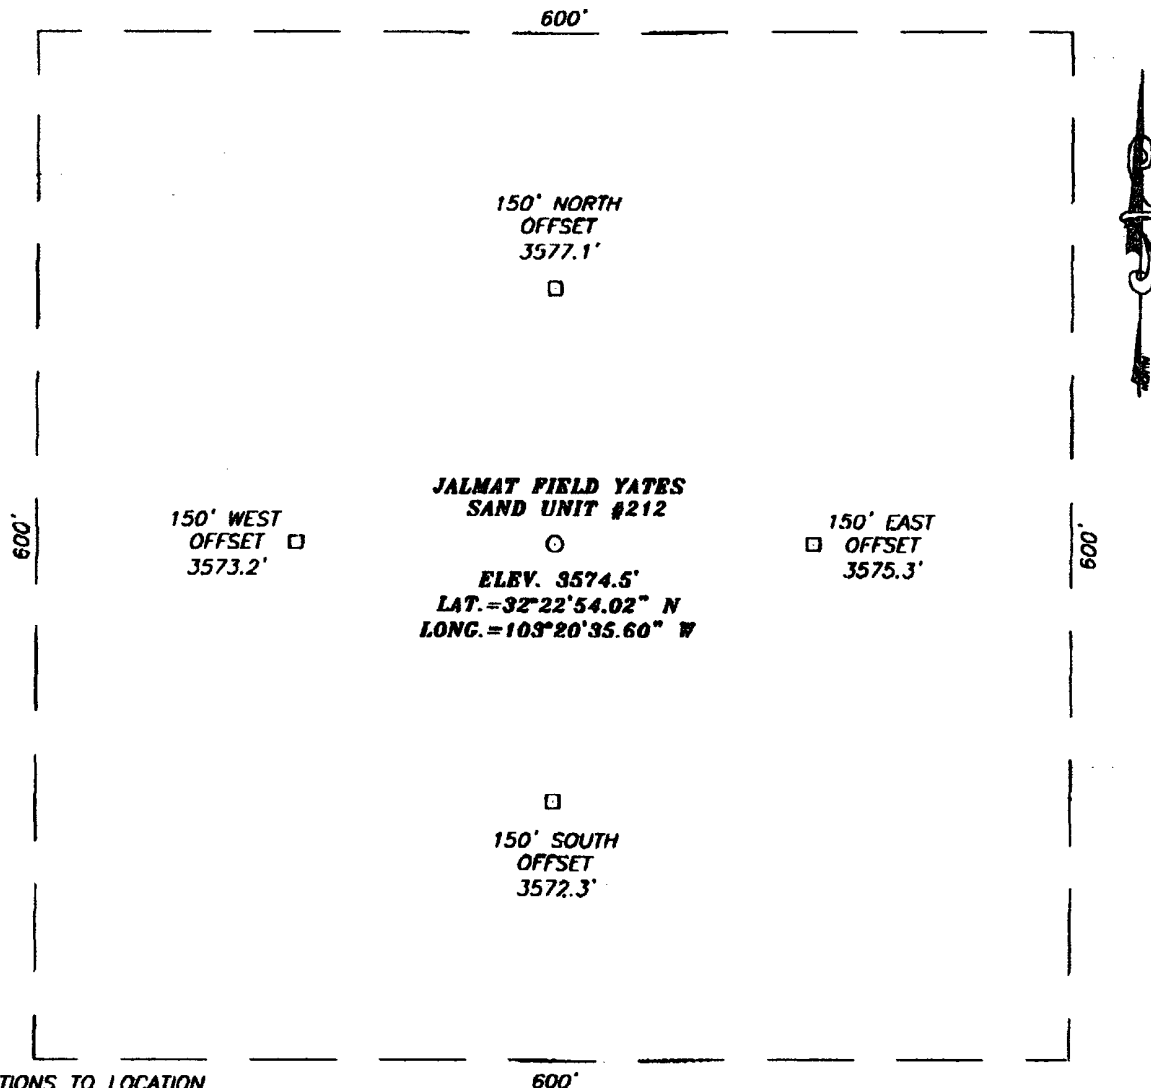 600'
150' NORTH
OFFSET
3577.1'
600'
150' WEST
OFFSET
3573.2'
JALMAT FIELD YATES
SAND UNIT #212
ELEV. 3574.5'
LAT.=32°22'54.02" N
LONG.=103°20'35.60" W
150' EAST
OFFSET
3575.3'
600'
150' SOUTH
OFFSET
3572.3'
TIONS TO LOCATION
600'